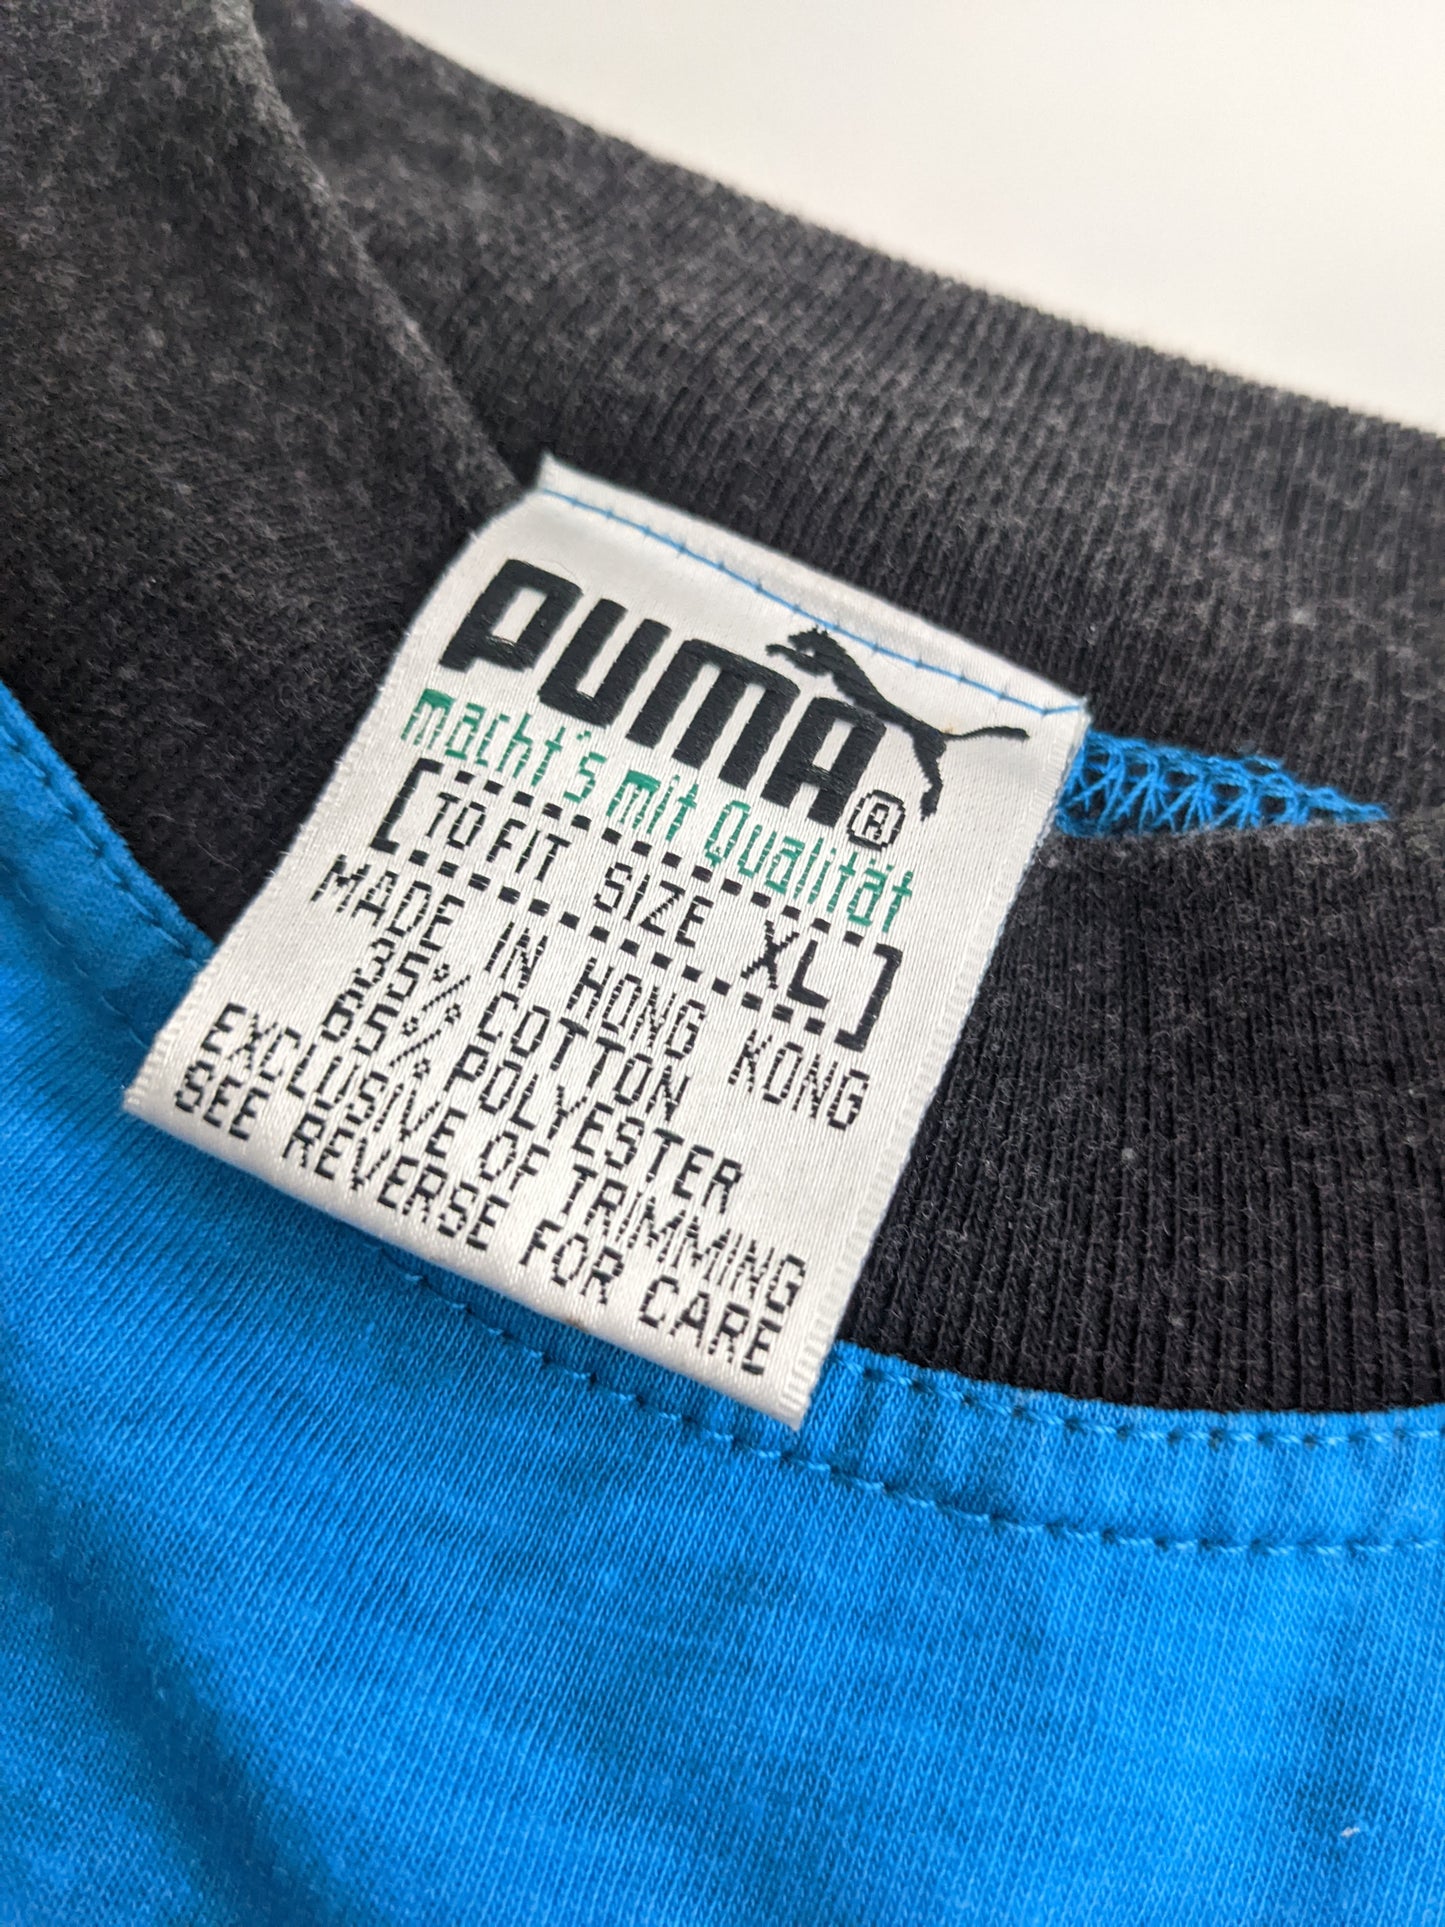 PUMA®
macht's mit Qualität
[TO FIT SIZE XL]
MADE IN HONG KONG
35% COTTON
65% POLYESTER
EXCLUSIVE OF TRIMMING
SEE REVERSE FOR CARE